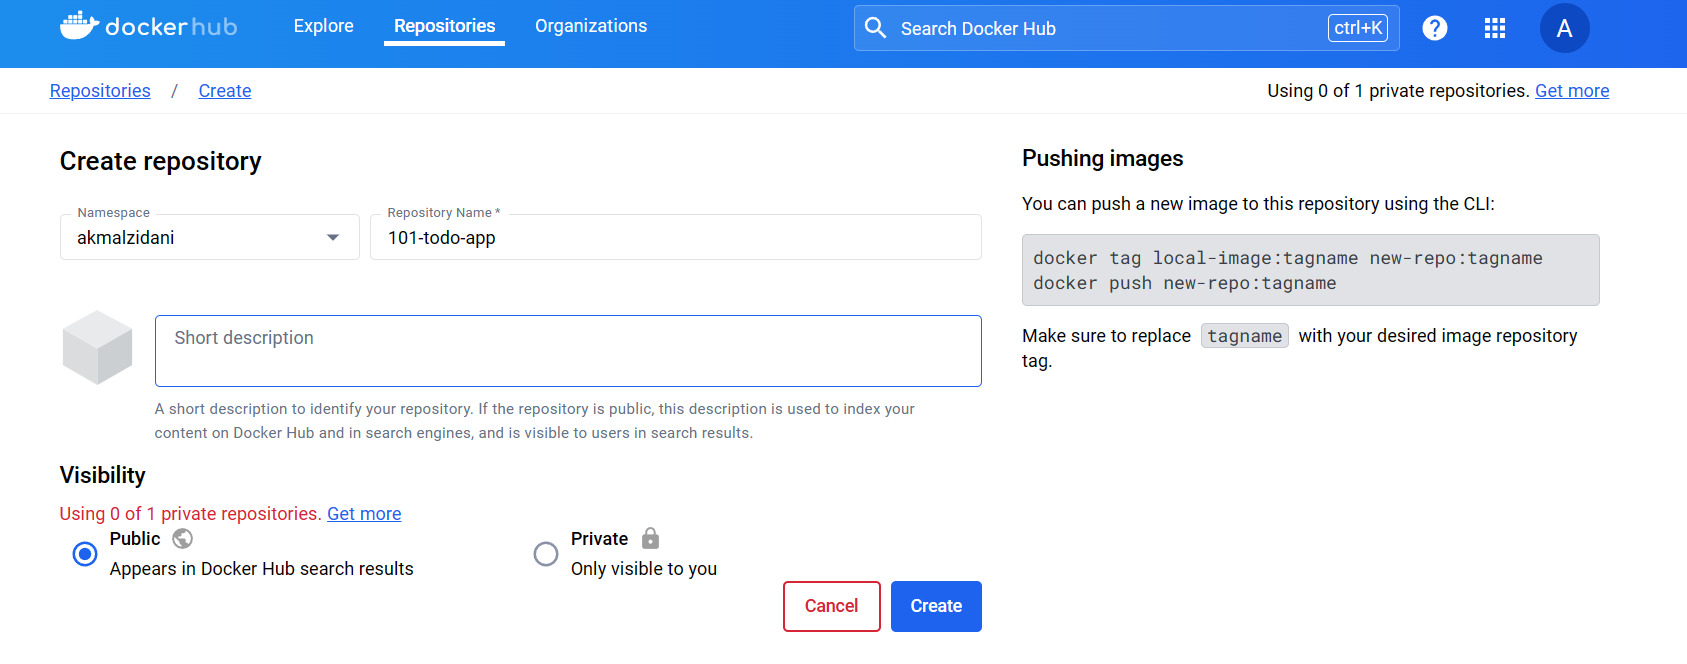 docker hub
Explore
Repositories
Organizations
Search Docker Hub
ctrl+K
?
A
Repositories / Create
Using 0 of 1 private repositories. Get more
Create repository
Namespace
akmalzidani
Repository Name *
101-todo-app
Short description
A short description to identify your repository. If the repository is public, this description is used to index your
content on Docker Hub and in search engines, and is visible to users in search results.
Visibility
Using 0 of 1 private repositories. Get more
Public
Appears in Docker Hub search results
Private
Only visible to you
Cancel
Create
Pushing images
You can push a new image to this repository using the CLI:
docker tag local-image:tagname new-repo:tagname
docker push new-repo:tagname
Make sure to replace tagname with your desired image repository
tag.